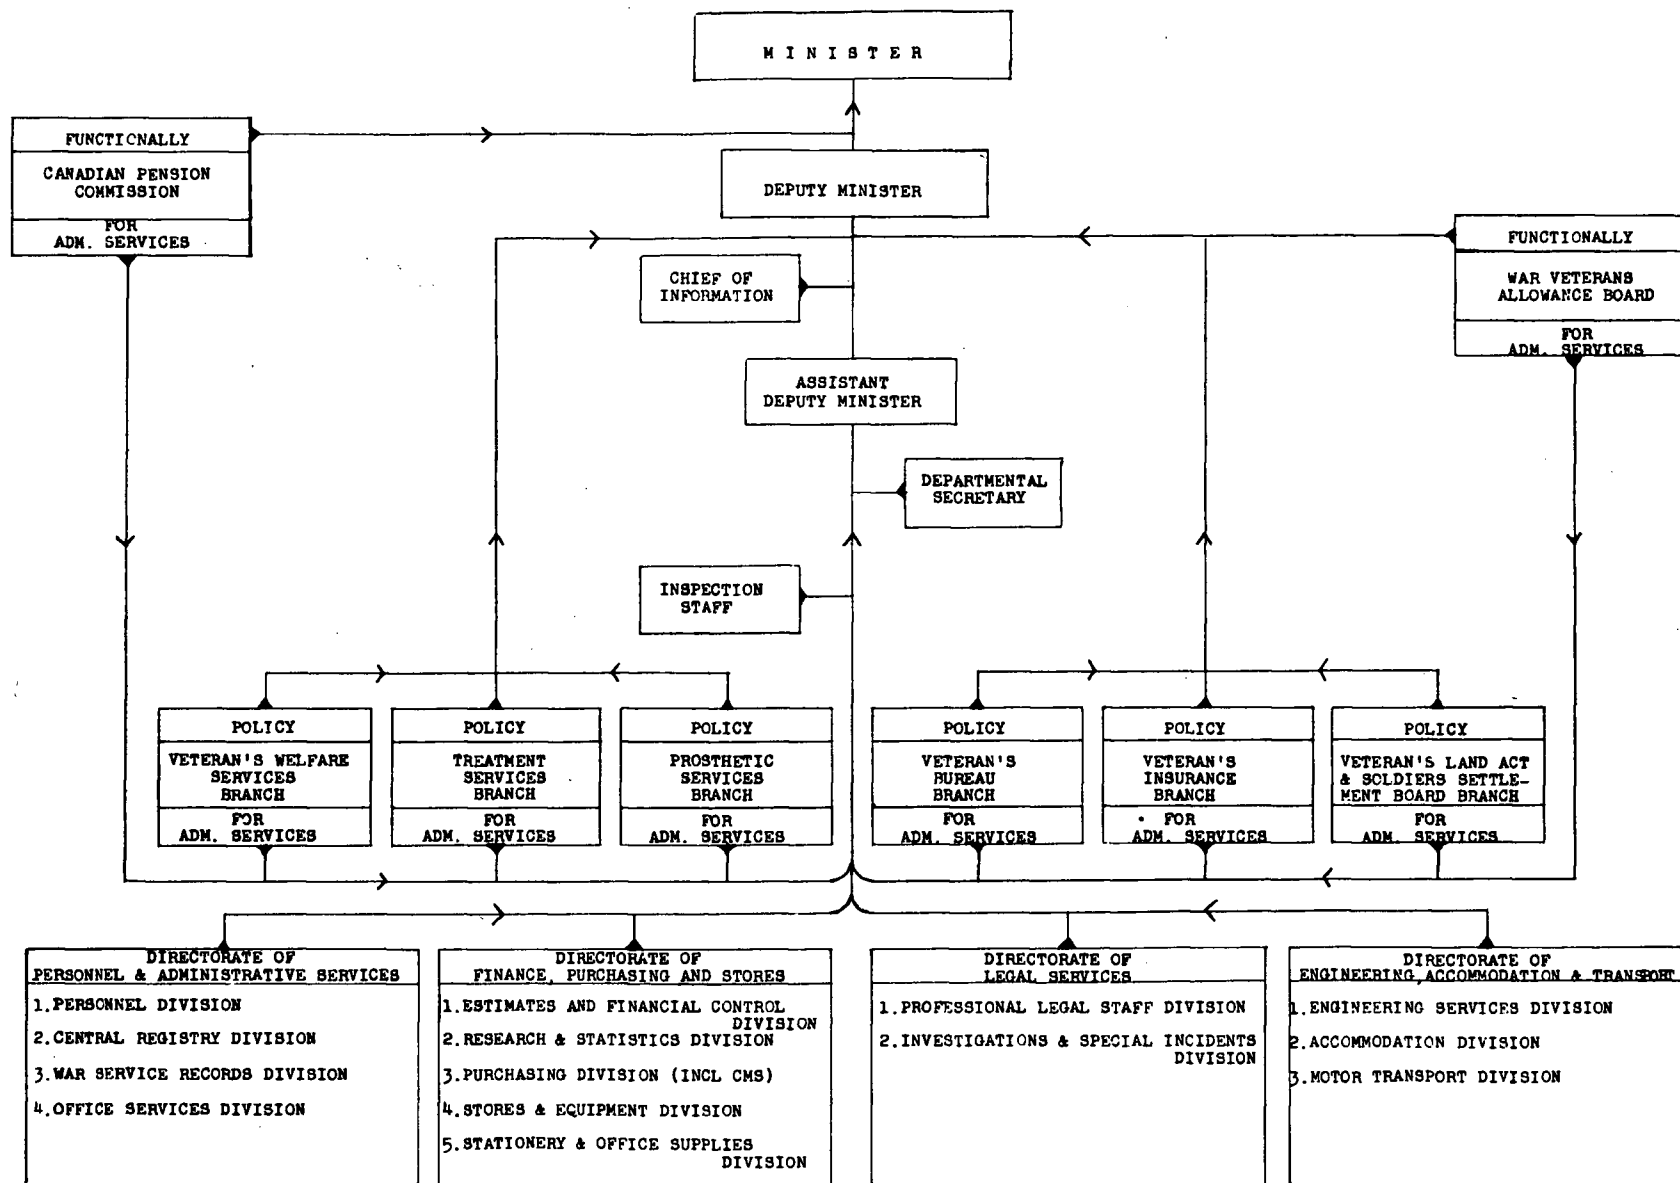 M I N I S T E R
FUNCTIONALLY
CANADIAN PENSION
COMMISSION
FOR
ADM. SERVICES
DEPUTY MINISTER
FUNCTIONALLY
WAR VETERANS
ALLOWANCE BOARD
FOR
ADM. SERVICES
CHIEF OF
INFORMATION
ASSISTANT
DEPUTY MINISTER
DEPARTMENTAL
SECRETARY
INSPECTION
STAFF
POLICY
VETERAN'S WELFARE
SERVICES
BRANCH
FOR
ADM. SERVICES
POLICY
TREATMENT
SERVICES
BRANCH
FOR
ADM. SERVICES
POLICY
PROSTHETIC
SERVICES
BRANCH
FOR
ADM. SERVICES
POLICY
VETERAN'S
BUREAU
BRANCH
FOR
ADM. SERVICES
POLICY
VETERAN'S
INSURANCE
BRANCH
FOR
ADM. SERVICES
POLICY
VETERAN'S LAND ACT
& SOLDIERS SETTLE-
MENT BOARD BRANCH
FOR
ADM. SERVICES
DIRECTORATE OF
PERSONNEL & ADMINISTRATIVE SERVICES
1.PERSONNEL DIVISION
2.CENTRAL REGISTRY DIVISION
3.WAR SERVICE RECORDS DIVISION
4.OFFICE SERVICES DIVISION
DIRECTORATE OF
FINANCE, PURCHASING AND STORES
1.ESTIMATES AND FINANCIAL CONTROL
DIVISION
2.RESEARCH & STATISTICS DIVISION
3.PURCHASING DIVISION (INCL CMS)
4.STORES & EQUIPMENT DIVISION
5.STATIONERY & OFFICE SUPPLIES
DIVISION
DIRECTORATE OF
LEGAL SERVICES
1.PROFESSIONAL LEGAL STAFF DIVISION
2.INVESTIGATIONS & SPECIAL INCIDENTS
DIVISION
DIRECTORATE OF
ENGINEERING,ACCOMMODATION & TRANSPORT
1.ENGINEERING SERVICES DIVISION
2.ACCOMMODATION DIVISION
3.MOTOR TRANSPORT DIVISION